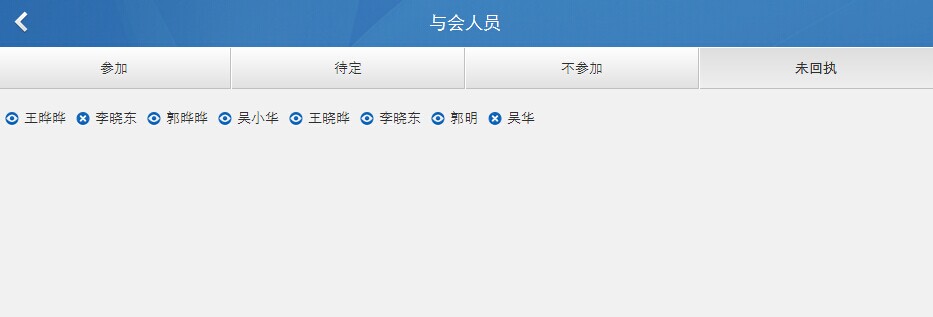 与会人员
参加 待定 不参加 未回执
王晔晔 李晓东 郭晔晔 吴小华 王晓晔 李晓东 郭明 吴华